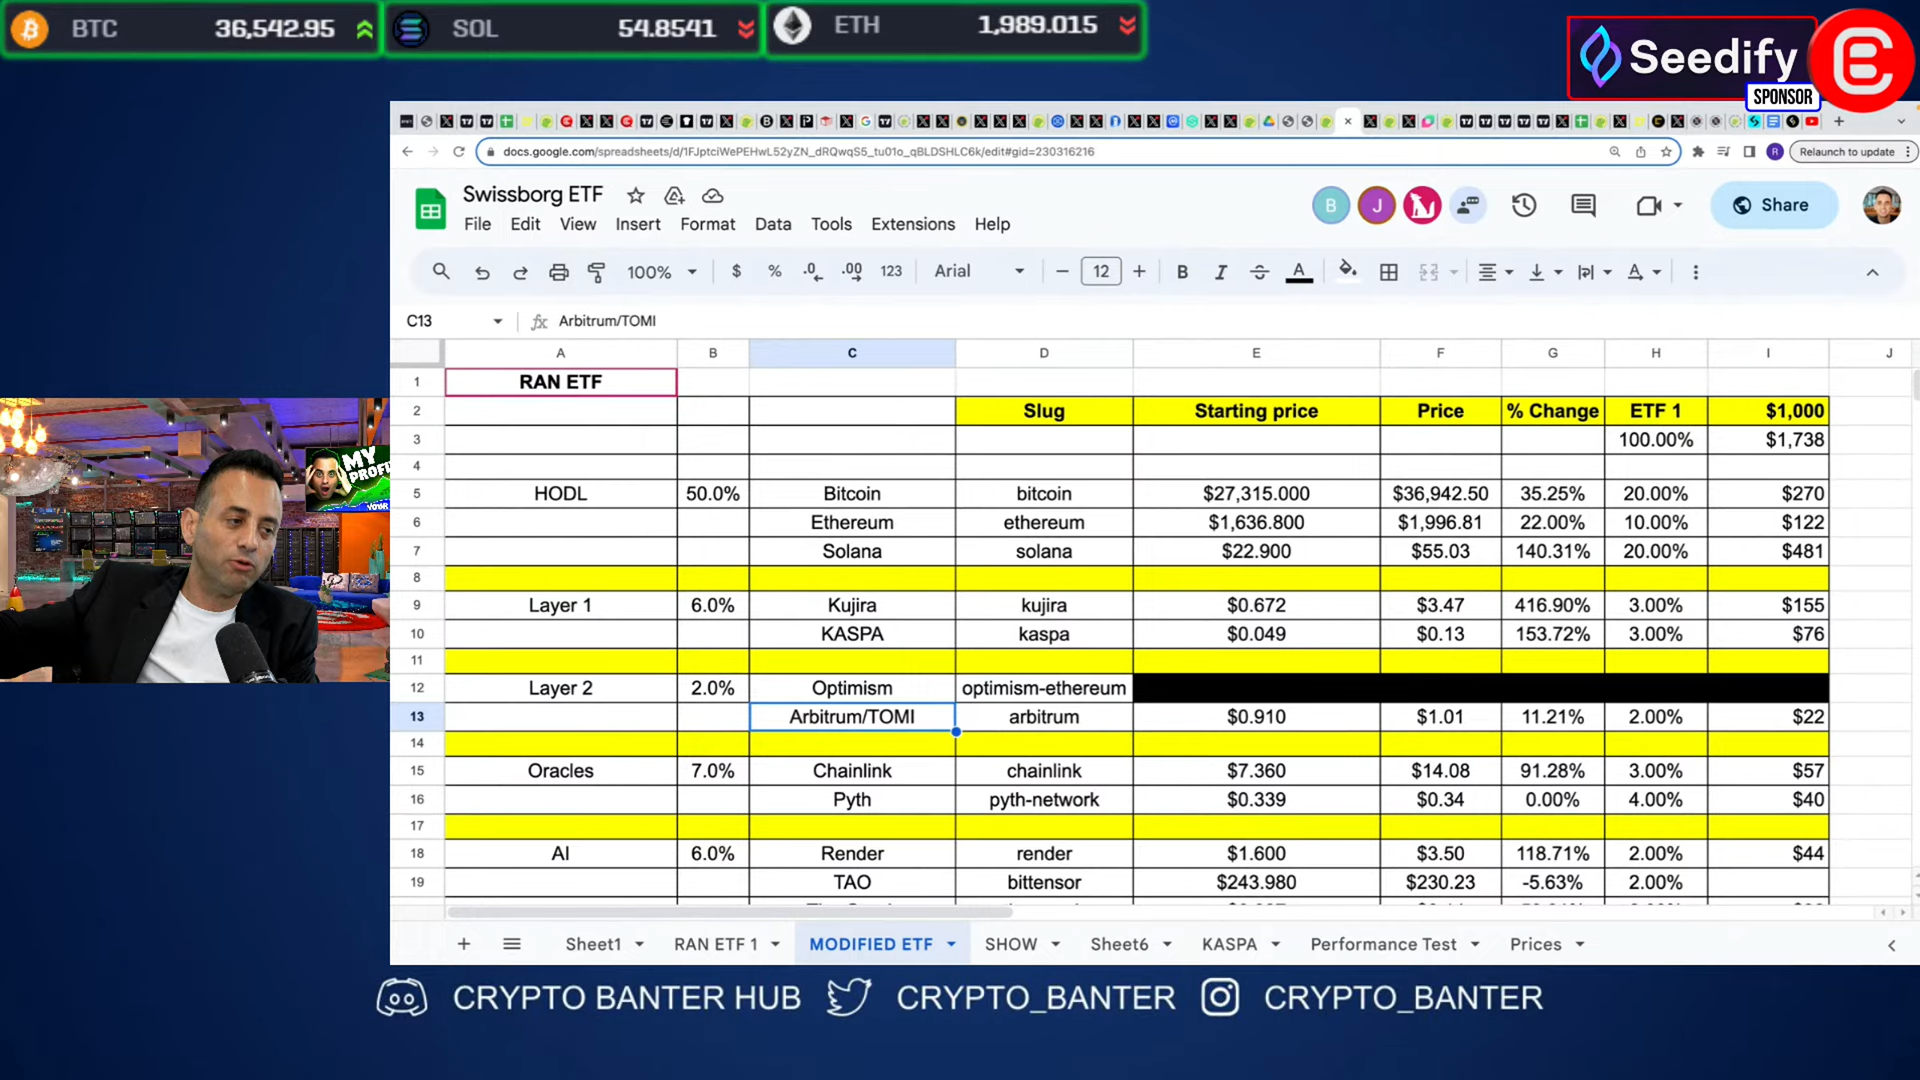 BTC 36,542.95 SOL 54.8541 ETH 1,989.015
Seedify
SPONSOR
docs.google.com/spreadsheets/d/1FJptciWePEHwL52yZN_dRQwqS5_tu01o_qBLDSHLC6k/edit#gid=230316216
Relaunch to update
Swissborg ETF
File Edit View Insert Format Data Tools Extensions Help
B J Share
100% $ % .0 .00 123 Arial 12 B I A
C13 Arbitrum/TOMI
A B C D E F G H I J
1 RAN ETF
2 Slug Starting price Price % Change ETF 1 $1,000
3 100.00% $1,738
4
5 HODL 50.0% Bitcoin bitcoin $27,315.000 $36,942.50 35.25% 20.00% $270
6 Ethereum ethereum $1,636.800 $1,996.81 22.00% 10.00% $122
7 Solana solana $22.900 $55.03 140.31% 20.00% $481
8
9 Layer 1 6.0% Kujira kujira $0.672 $3.47 416.90% 3.00% $155
10 KASPA kaspa $0.049 $0.13 153.72% 3.00% $76
11
12 Layer 2 2.0% Optimism optimism-ethereum
13 Arbitrum/TOMI arbitrum $0.910 $1.01 11.21% 2.00% $22
14
15 Oracles 7.0% Chainlink chainlink $7.360 $14.08 91.28% 3.00% $57
16 Pyth pyth-network $0.339 $0.34 0.00% 4.00% $40
17
18 AI 6.0% Render render $1.600 $3.50 118.71% 2.00% $44
19 TAO bittensor $243.980 $230.23 -5.63% 2.00%
MY
Sheet1 RAN ETF 1 MODIFIED ETF SHOW Sheet6 KASPA Performance Test Prices
CRYPTO BANTER HUB CRYPTO_BANTER CRYPTO_BANTER